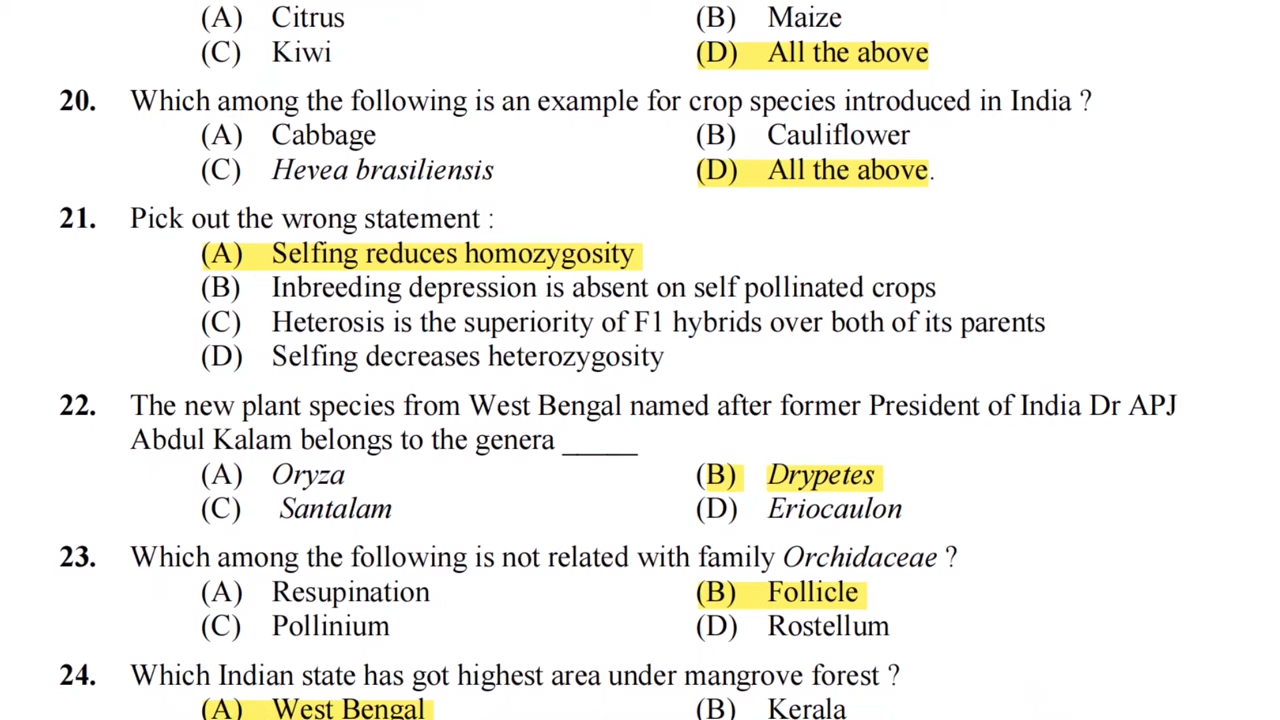 (A) Citrus (B) Maize
(C) Kiwi (D) All the above
20. Which among the following is an example for crop species introduced in India ?
(A) Cabbage (B) Cauliflower
(C) Hevea brasiliensis (D) All the above.
21. Pick out the wrong statement :
(A) Selfing reduces homozygosity
(B) Inbreeding depression is absent on self pollinated crops
(C) Heterosis is the superiority of F1 hybrids over both of its parents
(D) Selfing decreases heterozygosity
22. The new plant species from West Bengal named after former President of India Dr APJ
Abdul Kalam belongs to the genera _____
(A) Oryza (B) Drypetes
(C) Santalam (D) Eriocaulon
23. Which among the following is not related with family Orchidaceae ?
(A) Resupination (B) Follicle
(C) Pollinium (D) Rostellum
24. Which Indian state has got highest area under mangrove forest ?
(A) West Bengal (B) Kerala